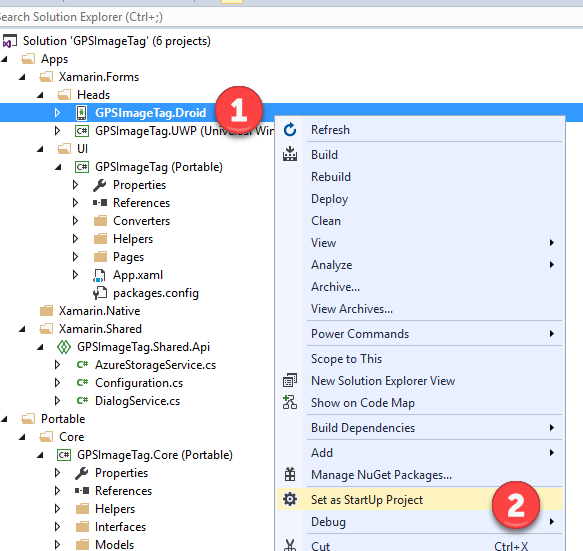 Search Solution Explorer (Ctrl+;)
Solution 'GPSImageTag' (6 projects)
Apps
Xamarin.Forms
Heads
GPSImageTag.Droid
1
GPSImageTag.UWP (Universal Win
UI
GPSImageTag (Portable)
Properties
References
Converters
Helpers
Pages
App.xaml
packages.config
Xamarin.Native
Xamarin.Shared
GPSImageTag.Shared.Api
C# AzureStorageService.cs
C# Configuration.cs
C# DialogService.cs
Portable
Core
C# GPSImageTag.Core (Portable)
Properties
References
Helpers
Interfaces
Models
Refresh
Build
Rebuild
Deploy
Clean
View
Analyze
Archive...
View Archives...
Power Commands
Scope to This
New Solution Explorer View
Show on Code Map
Build Dependencies
Add
Manage NuGet Packages...
Set as StartUp Project
2
Debug
Cut Ctrl+X